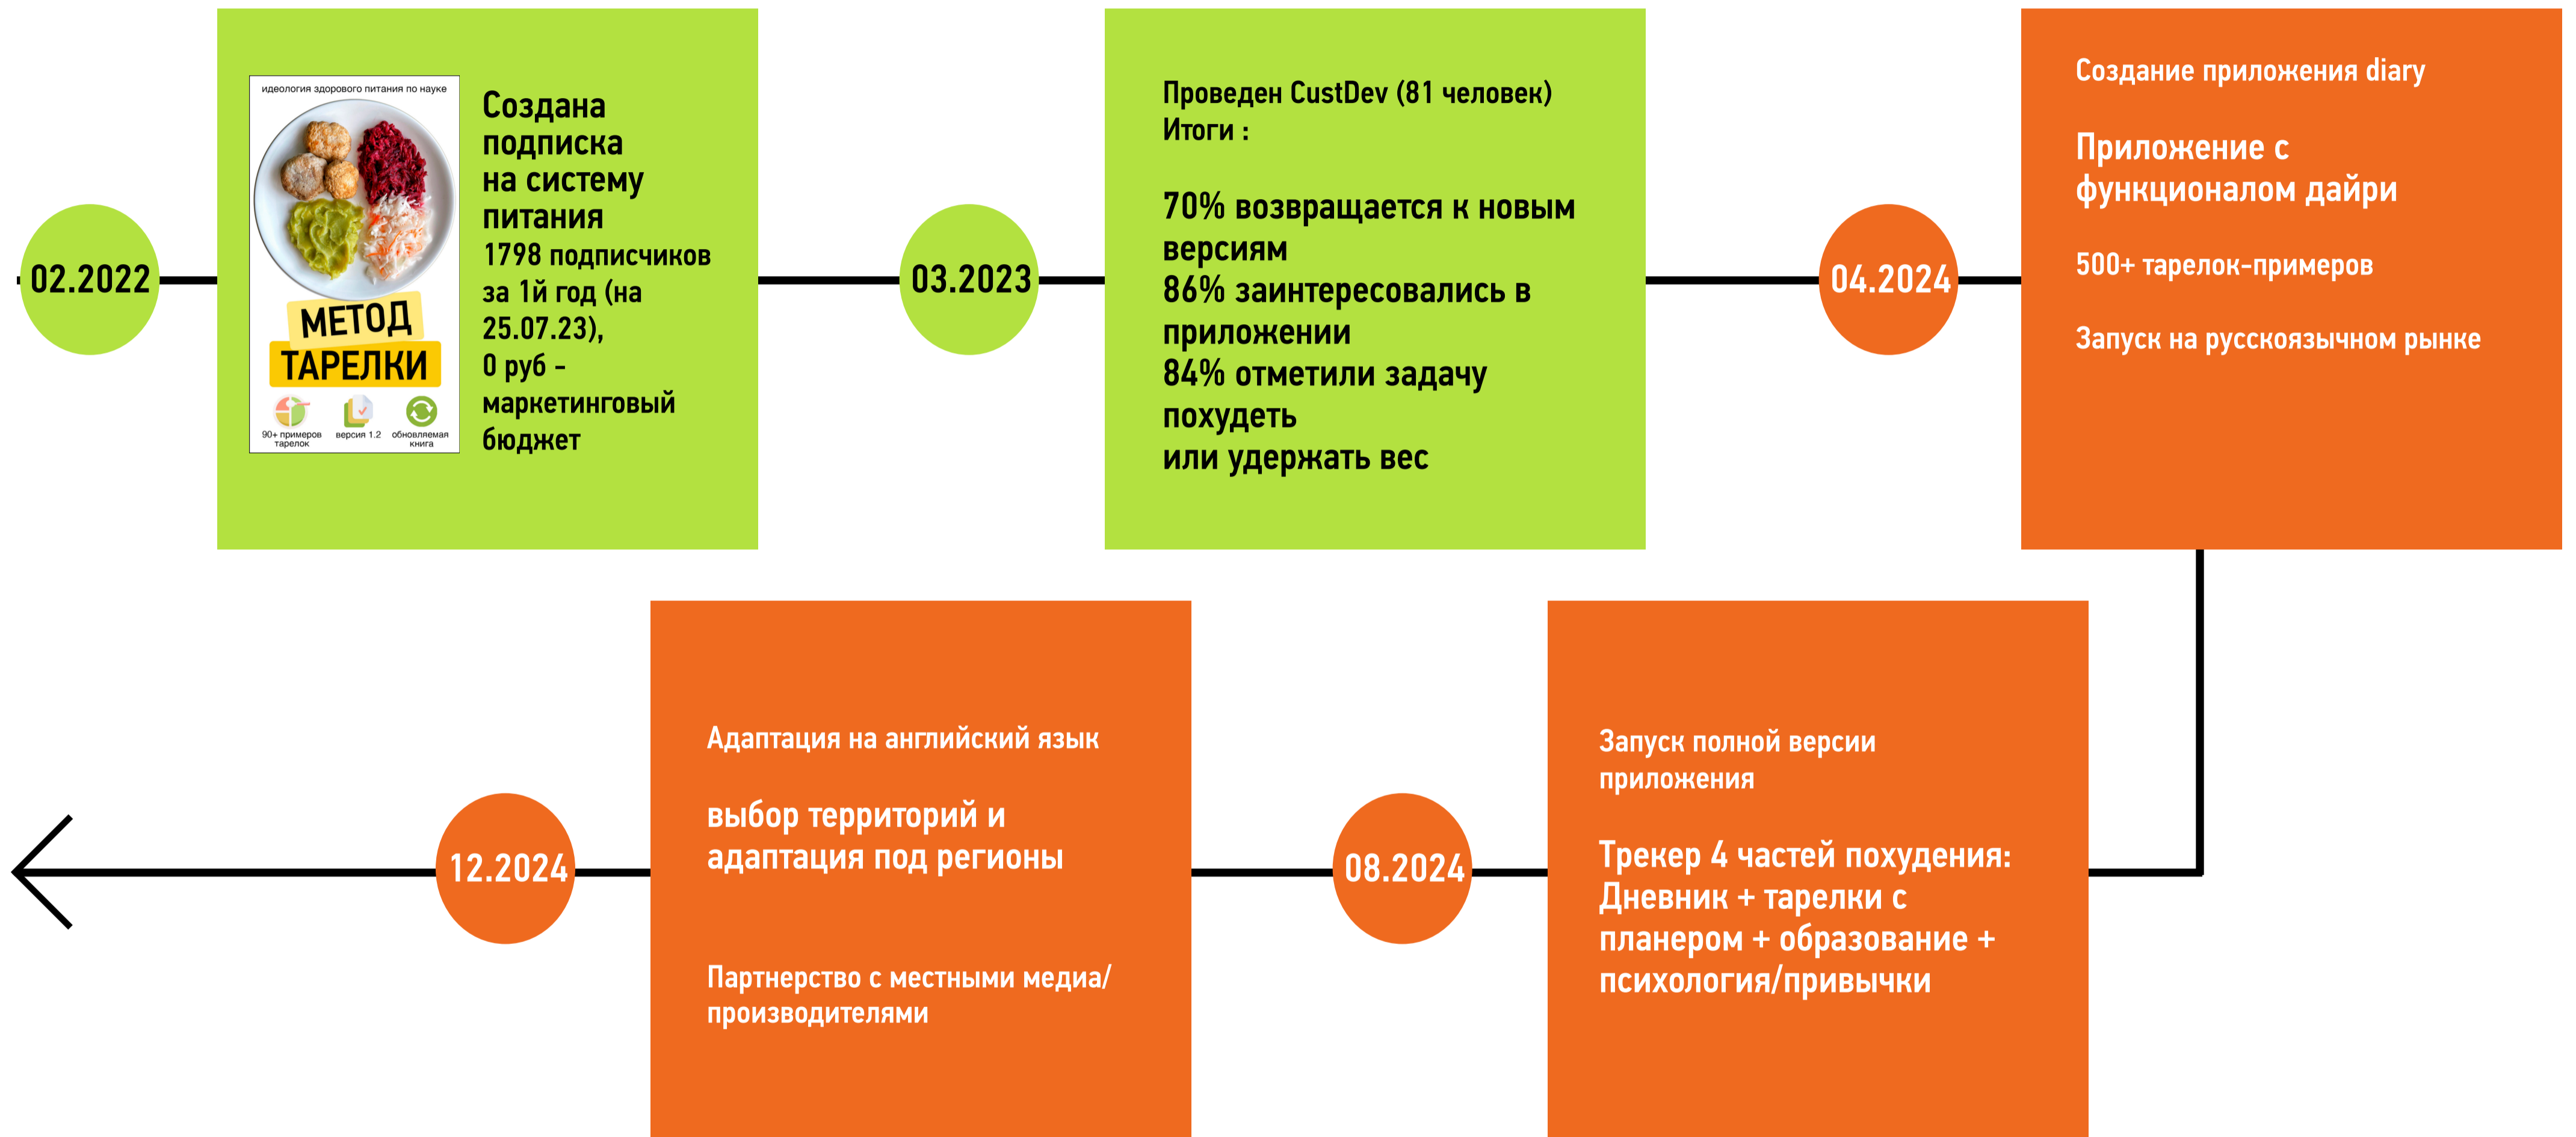 02.2022
идеология здорового питания по науке
МЕТОД
ТАРЕЛКИ
90+ примеров
тарелок
версия 1.2
обновляемая
книга
Создана
подписка
на систему
питания
1798 подписчиков
за 1й год (на
25.07.23),
0 руб -
маркетинговый
бюджет
03.2023
Проведен CustDev (81 человек)
Итоги :
70% возвращается к новым
версиям
86% заинтересовались в
приложении
84% отметили задачу
похудеть
или удержать вес
04.2024
Создание приложения diary
Приложение с
функционалом дайри
500+ тарелок-примеров
Запуск на русскоязычном рынке
08.2024
Запуск полной версии
приложения
Трекер 4 частей похудения:
Дневник + тарелки с
планером + образование +
психология/привычки
12.2024
Адаптация на английский язык
выбор территорий и
адаптация под регионы
Партнерство с местными медиа/
производителями